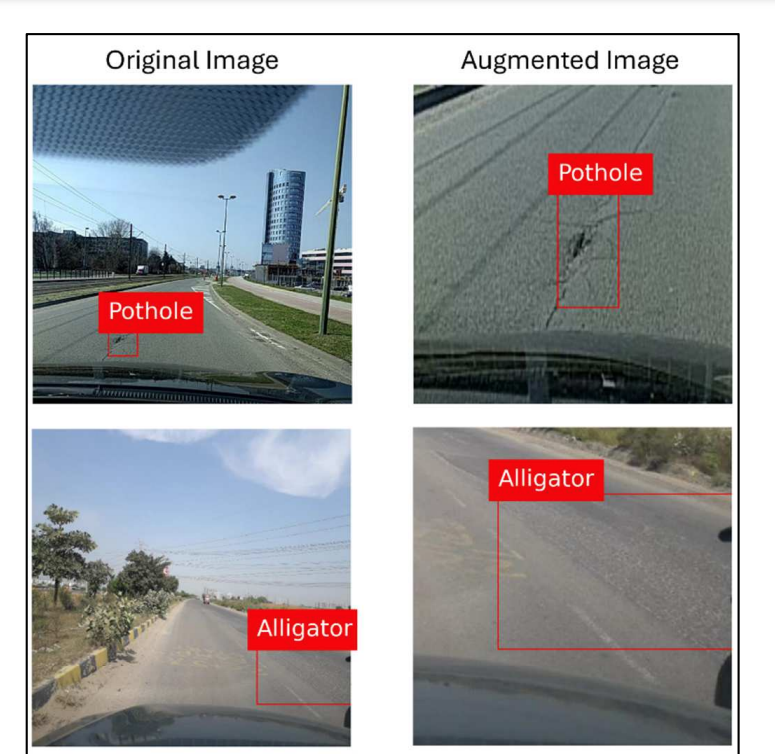 Original Image
Augmented Image
Pothole
Pothole
Alligator
Alligator